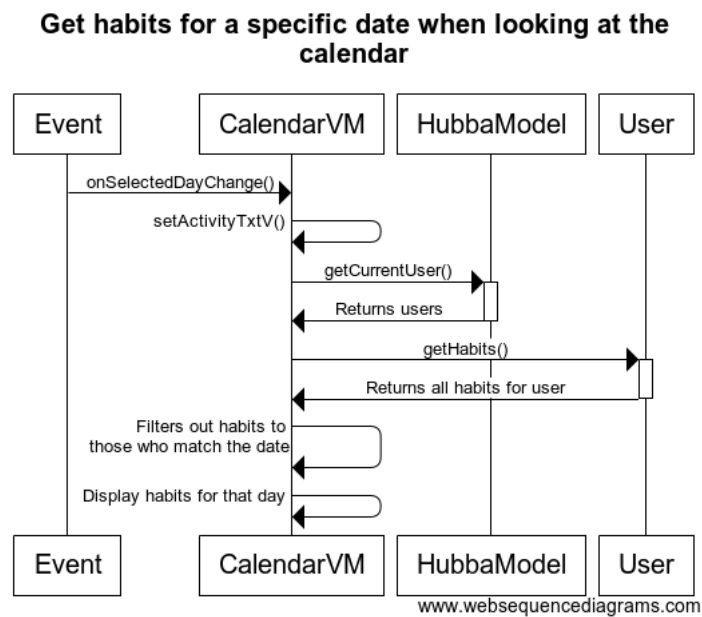 Get habits for a specific date when looking at the
calendar
Event
CalendarVM
HubbaModel
User
onSelectedDayChange()
setActivityTxtV()
getCurrentUser()
Returns users
getHabits()
Returns all habits for user
Filters out habits to
those who match the date
Display habits for that day
Event
CalendarVM
HubbaModel
User
www.websequencediagrams.com